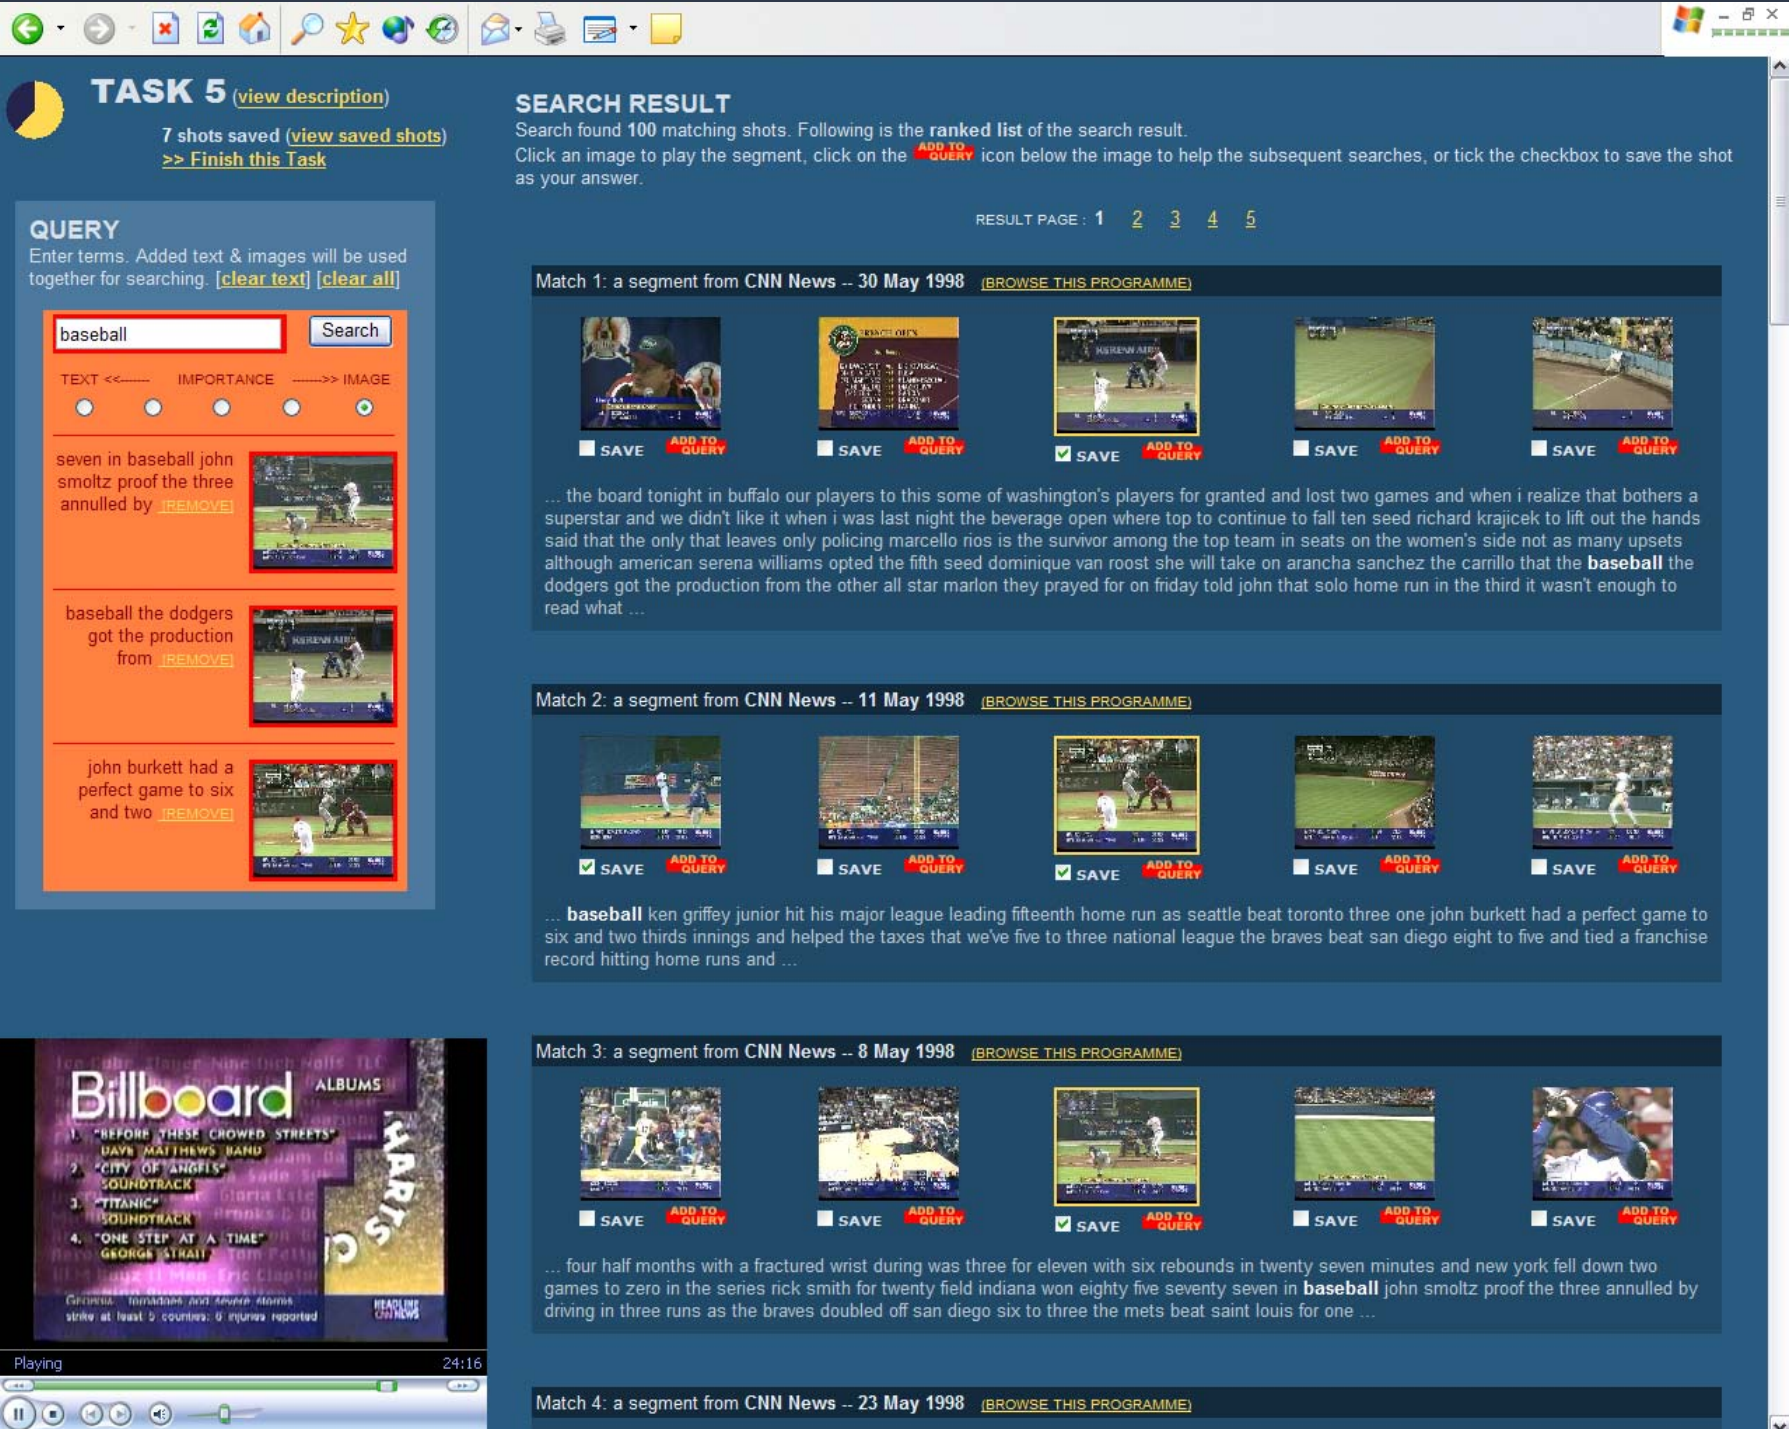 TASK 5 (view description)
7 shots saved (view saved shots)
>> Finish this Task
QUERY
Enter terms. Added text & images will be used
together for searching. [clear text] [clear all]
baseball
Search
TEXT <<------- IMPORTANCE ------->> IMAGE
seven in baseball john
smoltz proof the three
annulled by [REMOVE]
baseball the dodgers
got the production
from [REMOVE]
KOREAN AIR
john burkett had a
perfect game to six
and two [REMOVE]
Billboard ALBUMS
CHARTS
1. "BEFORE THESE CROWED STREETS"
DAVE MATTHEWS BAND
2. "CITY OF ANGELS"
SOUNDTRACK
3. "TITANIC"
SOUNDTRACK
4. "ONE STEP AT A TIME"
GEORGE STRAIT
Georgia: tornadoes and severe storms
strike at least 5 counties; 6 injuries reported
HEADLINE
CNN NEWS
Playing 24:16
SEARCH RESULT
Search found 100 matching shots. Following is the ranked list of the search result.
Click an image to play the segment, click on the ADD TO QUERY icon below the image to help the subsequent searches, or tick the checkbox to save the shot
as your answer.
RESULT PAGE : 1 2 3 4 5
Match 1: a segment from CNN News -- 30 May 1998 (BROWSE THIS PROGRAMME)
FRENCH OPEN
KOREAN AIR
SAVE ADD TO QUERY SAVE ADD TO QUERY SAVE ADD TO QUERY SAVE ADD TO QUERY SAVE ADD TO QUERY
... the board tonight in buffalo our players to this some of washington's players for granted and lost two games and when i realize that bothers a
superstar and we didn't like it when i was last night the beverage open where top to continue to fall ten seed richard krajicek to lift out the hands
said that the only that leaves only policing marcello rios is the survivor among the top team in seats on the women's side not as many upsets
although american serena williams opted the fifth seed dominique van roost she will take on arancha sanchez the carrillo that the baseball the
dodgers got the production from the other all star marlon they prayed for on friday told john that solo home run in the third it wasn't enough to
read what ...
Match 2: a segment from CNN News -- 11 May 1998 (BROWSE THIS PROGRAMME)
SAVE ADD TO QUERY SAVE ADD TO QUERY SAVE ADD TO QUERY SAVE ADD TO QUERY SAVE ADD TO QUERY
... baseball ken griffey junior hit his major league leading fifteenth home run as seattle beat toronto three one john burkett had a perfect game to
six and two thirds innings and helped the taxes that we've five to three national league the braves beat san diego eight to five and tied a franchise
record hitting home runs and ...
Match 3: a segment from CNN News -- 8 May 1998 (BROWSE THIS PROGRAMME)
SAVE ADD TO QUERY SAVE ADD TO QUERY SAVE ADD TO QUERY SAVE ADD TO QUERY SAVE ADD TO QUERY
... four half months with a fractured wrist during was three for eleven with six rebounds in twenty seven minutes and new york fell down two
games to zero in the series rick smith for twenty field indiana won eighty five seventy seven in baseball john smoltz proof the three annulled by
driving in three runs as the braves doubled off san diego six to three the mets beat saint louis for one ...
Match 4: a segment from CNN News -- 23 May 1998 (BROWSE THIS PROGRAMME)